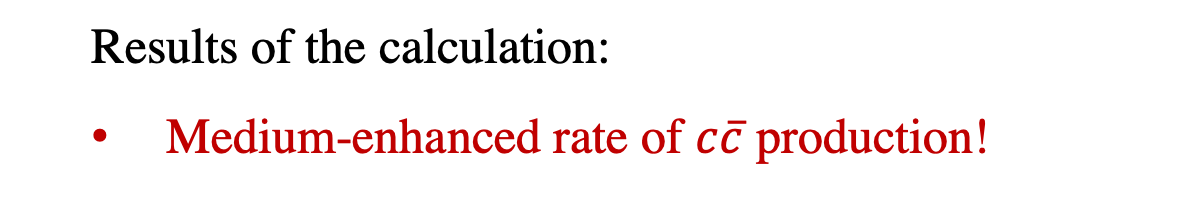 Results of the calculation:
• Medium-enhanced rate of 𝑐𝑐̄ production!